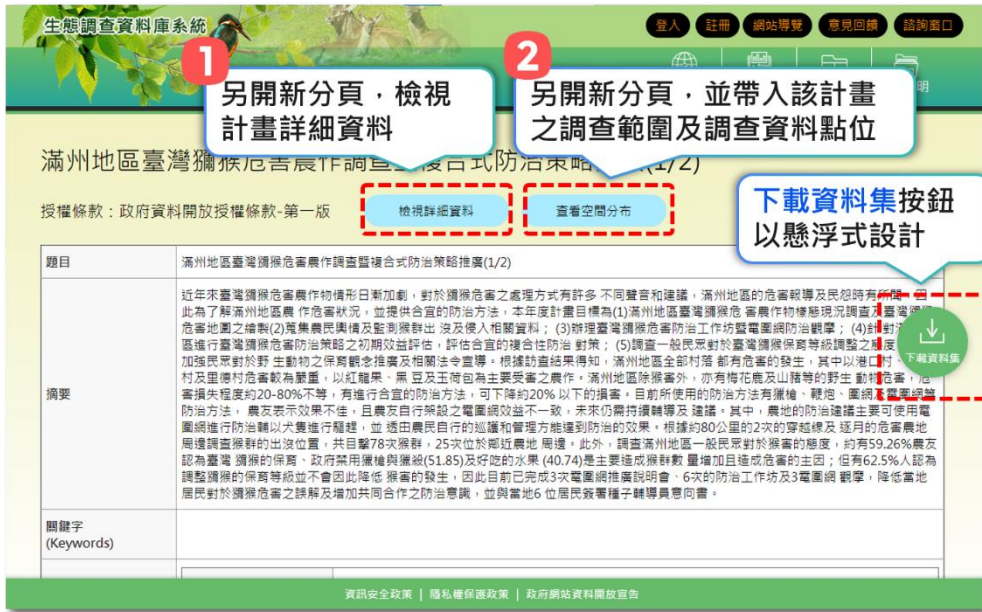 生態調查資料庫系統
登入 註冊 網站導覽 意見回饋 諮詢窗口
1
另開新分頁,檢視
計畫詳細資料
2
另開新分頁,並帶入該計畫
之調查範圍及調查資料點位
明
滿州地區臺灣獼猴危害農作調查暨複合式防治策略推廣(1/2)
授權條款:政府資料開放授權條款-第一版
檢視詳細資料
查看空間分布
下載資料集按鈕
以懸浮式設計
題目
滿州地區臺灣獼猴危害農作調查暨複合式防治策略推廣(1/2)
摘要
近年來臺灣獼猴危害農作物情形日漸加劇,對於獼猴危害之處理方式有許多 不同聲音和建議,滿州地區的危害報導及民怨時有所聞,因
此為了解滿州地區農 作危害狀況,並提供合宜的防治方法,本年度計畫目標為(1)滿州地區臺灣獼猴危 害農作物樣態現況調查及臺灣獼猴
危害地圖之繪製(2)蒐集農民輿情及監測猴群出 沒及侵入相關資料; (3)辦理臺灣獼猴危害防治工作坊暨電圍網防治觀摩; (4)針對
區進行臺灣獼猴危害防治策略之初期效益評估,評估合宜的複合性防治 對策; (5)調查一般民眾對於臺灣獼猴保育等級調整之態度
加強民眾對於野 生動物之保育觀念推廣及相關法令宣導。根據訪查結果得知,滿州地區全部村落 都有危害的發生,其中以港口村
村及里德村危害較為嚴重,以紅龍果、黑 豆及玉荷包為主要受害之農作。滿州地區除猴害外,亦有梅花鹿及山豬等的野生 動物危害,危
害損失程度約20-80%不等,有進行合宜的防治方法,可下降約20% 以下的損害。目前所使用的防治方法有獵槍、鞭炮、圍網及電圍網等
防治方法, 農友表示效果不佳,且農友自行架設之電圍網效益不一致,未來仍需持續輔導及 建議。其中,農地的防治建議主要可使用電
圍網進行防治輔以犬隻進行驅趕,並 透由農民自行的巡護和管理方能達到防治的效果。根據約80公里的2次的穿越線及 逐月的危害農地
周邊調查猴群的出沒位置,共目擊78次猴群,25次位於鄰近農地 周邊。此外,調查滿州地區一般民眾對於猴害的態度,約有59.26%農友
認為臺灣 獼猴的保育、政府禁用獵槍與獵殺(51.85)及好吃的水果 (40.74)是主要造成猴群數 量增加且造成危害的主因;但有62.5%人認為
調整獼猴的保育等級並不會因此降低 猴害的發生,因此目前已完成3次電圍網推廣說明會、6次的防治工作坊及3電圍網 觀摩,降低當地
居民對於獼猴危害之誤解及增加共同合作之防治意識,並與當地6 位居民簽署種子輔導員意向書。
下載資料集
關鍵字
(Keywords)
資訊安全政策 | 隱私權保護政策 | 政府網站資料開放宣告